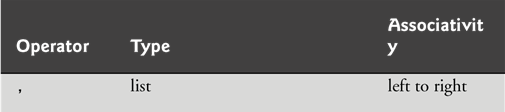 Operator Type Associativit
y
, list left to right